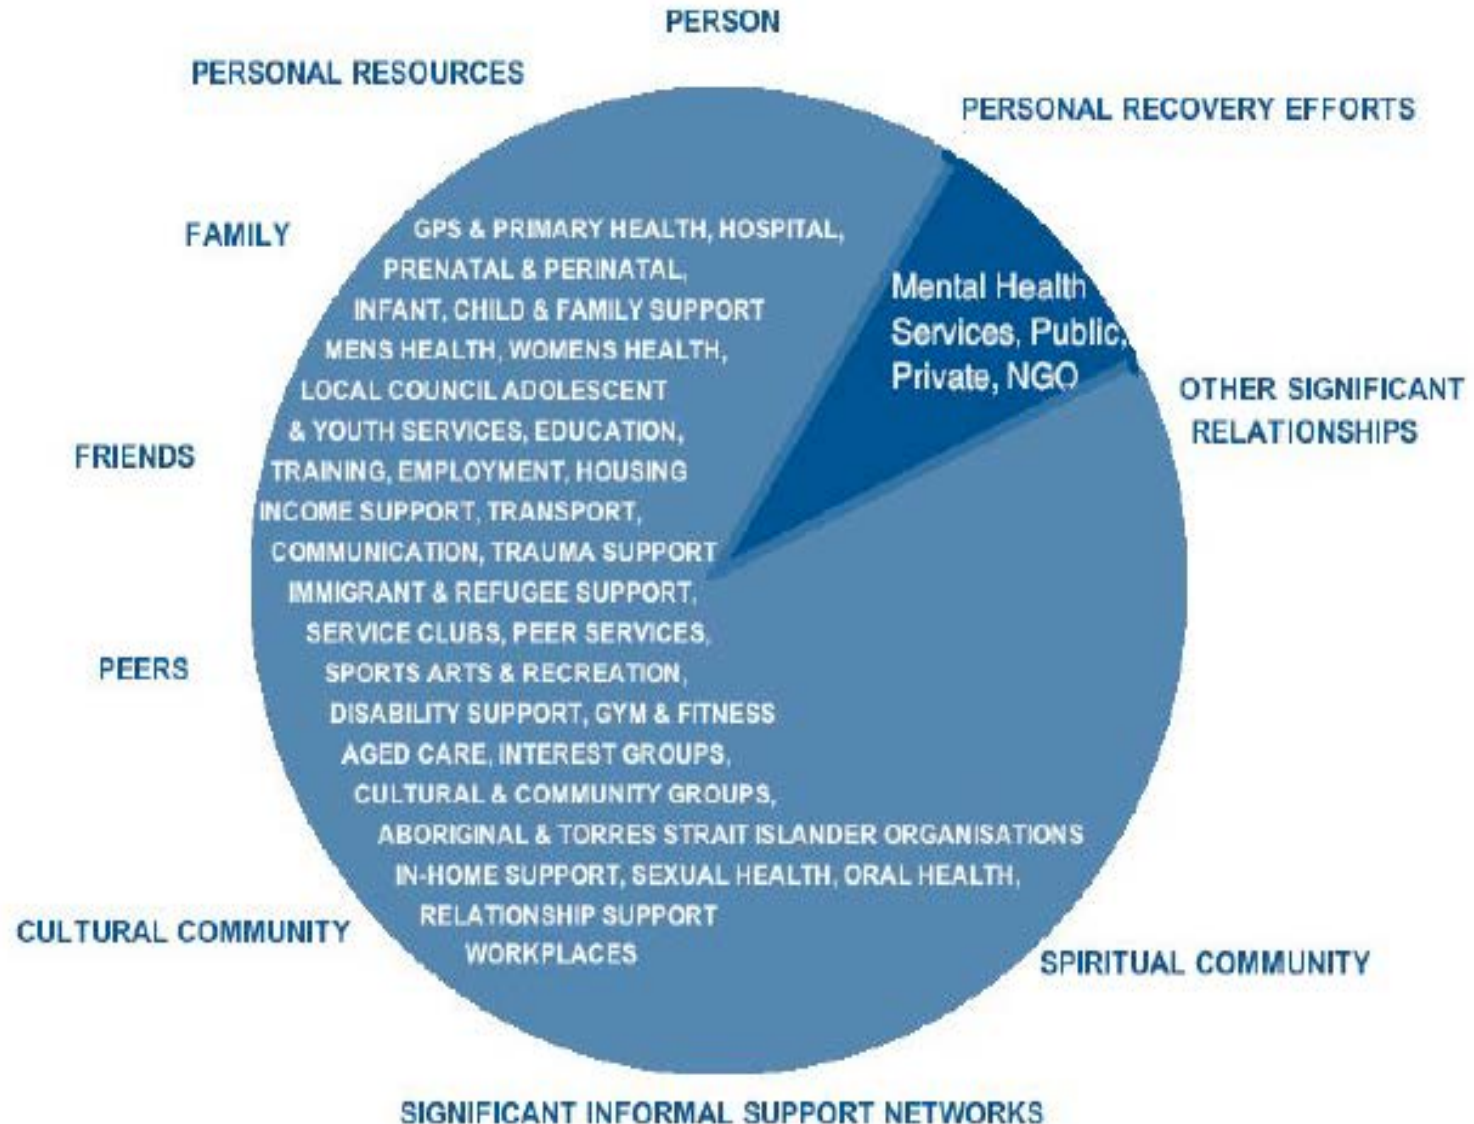 PERSON
PERSONAL RESOURCES
PERSONAL RECOVERY EFFORTS
FAMILY
GPS & PRIMARY HEALTH, HOSPITAL,
PRENATAL & PERINATAL,
INFANT, CHILD & FAMILY SUPPORT
MENS HEALTH, WOMENS HEALTH,
LOCAL COUNCIL ADOLESCENT
& YOUTH SERVICES, EDUCATION,
TRAINING, EMPLOYMENT, HOUSING
INCOME SUPPORT, TRANSPORT,
COMMUNICATION, TRAUMA SUPPORT
IMMIGRANT & REFUGEE SUPPORT,
SERVICE CLUBS, PEER SERVICES,
SPORTS ARTS & RECREATION,
DISABILITY SUPPORT, GYM & FITNESS
AGED CARE, INTEREST GROUPS,
CULTURAL & COMMUNITY GROUPS,
ABORIGINAL & TORRES STRAIT ISLANDER ORGANISATIONS
IN-HOME SUPPORT, SEXUAL HEALTH, ORAL HEALTH,
RELATIONSHIP SUPPORT
WORKPLACES
Mental Health
Services, Public,
Private, NGO
OTHER SIGNIFICANT
RELATIONSHIPS
FRIENDS
PEERS
CULTURAL COMMUNITY
SPIRITUAL COMMUNITY
SIGNIFICANT INFORMAL SUPPORT NETWORKS